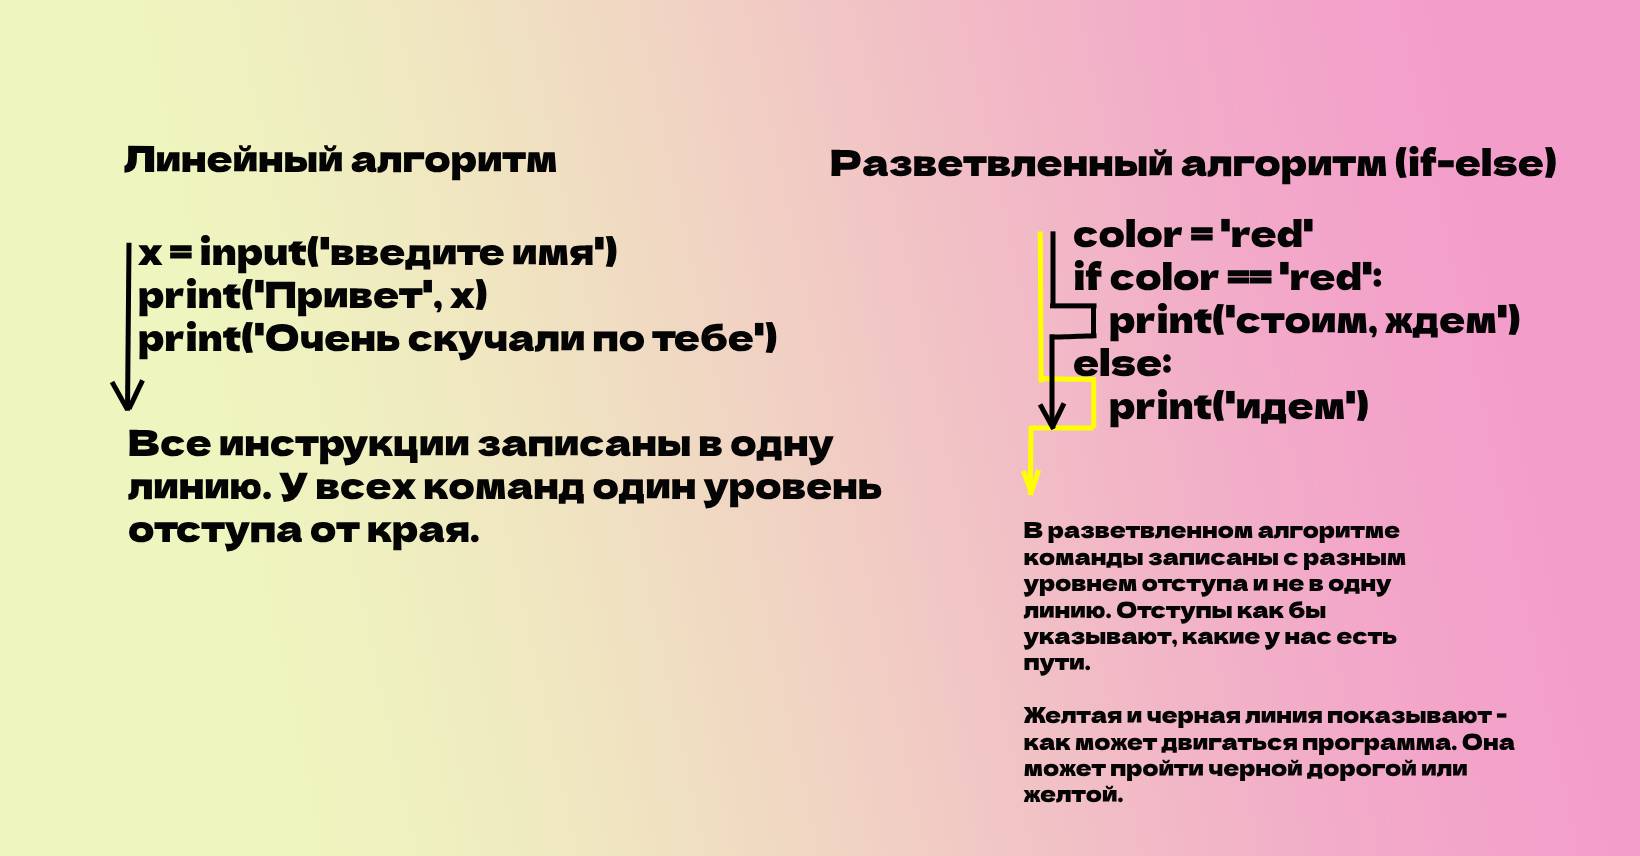 Линейный алгоритм
x = input('введите имя')
print('Привет', x)
print('Очень скучали по тебе')
Все инструкции записаны в одну
линию. У всех команд один уровень
отступа от края.
Разветвленный алгоритм (if-else)
color = 'red'
if color == 'red':
print('стоим, ждем')
else:
print('идем')
В разветвленном алгоритме
команды записаны с разным
уровнем отступа и не в одну
линию. Отступы как бы
указывают, какие у нас есть
пути.
Желтая и черная линия показывают -
как может двигаться программа. Она
может пройти черной дорогой или
желтой.